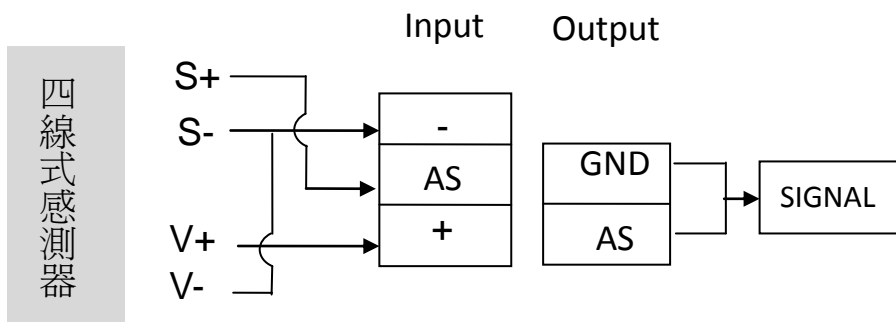 Input
Output
四線式感測器
S+
S-
V+
V-
-
AS
+
GND
AS
SIGNAL